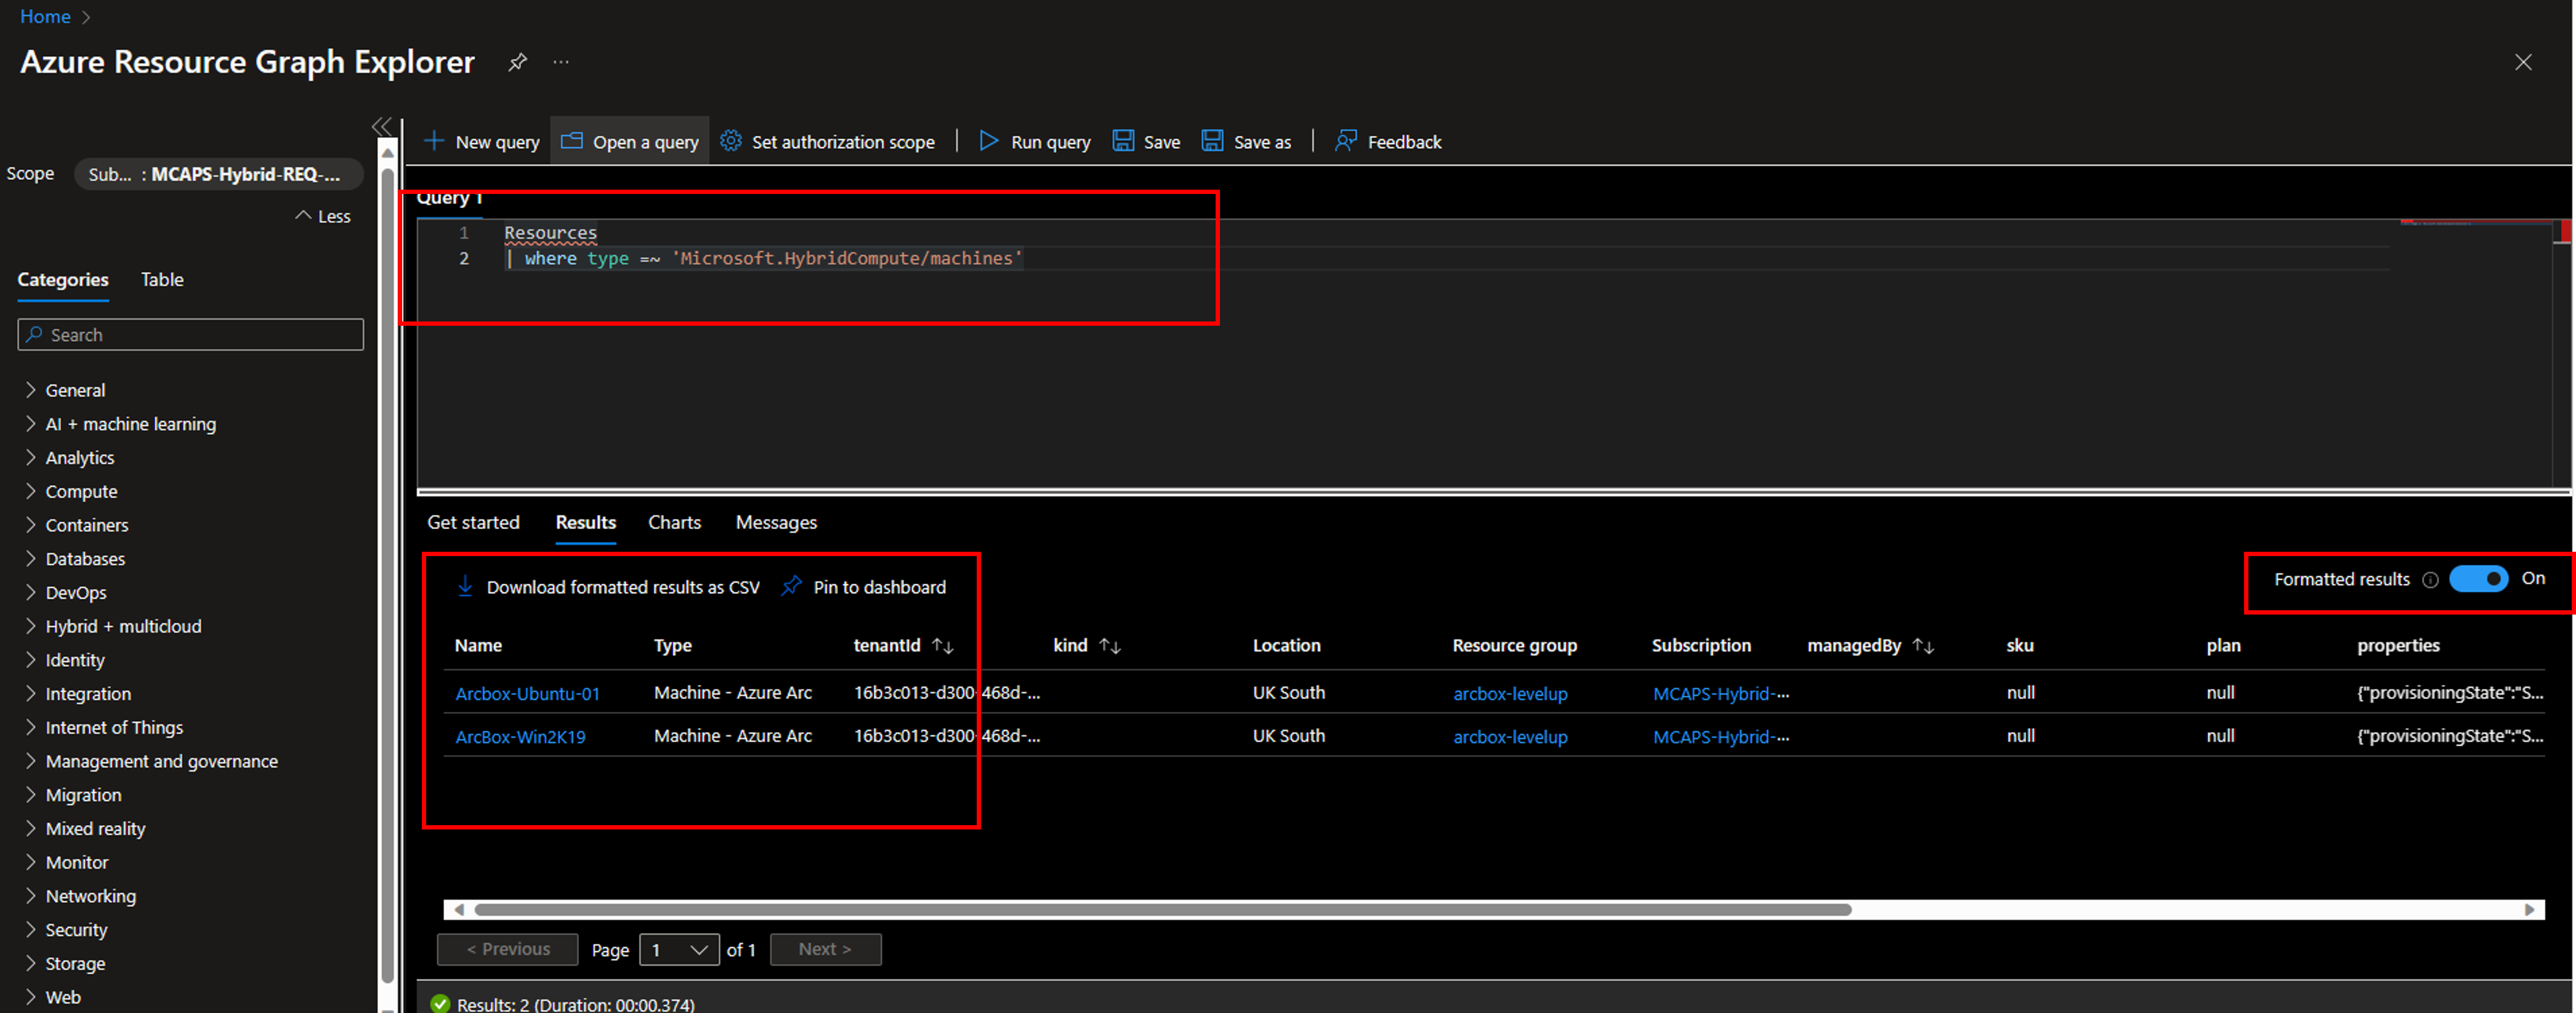 Home
Azure Resource Graph Explorer
Scope Sub... : MCAPS-Hybrid-REQ-...
Less
Categories Table
Search
General
AI + machine learning
Analytics
Compute
Containers
Databases
DevOps
Hybrid + multicloud
Identity
Integration
Internet of Things
Management and governance
Migration
Mixed reality
Monitor
Networking
Security
Storage
Web
New query Open a query Set authorization scope | Run query Save Save as | Feedback
Query 1
1 Resources
2 | where type =~ 'Microsoft.HybridCompute/machines'
Get started Results Charts Messages
Download formatted results as CSV Pin to dashboard Formatted results On
Name Type tenantId kind Location Resource group Subscription managedBy sku plan properties
Arcbox-Ubuntu-01 Machine - Azure Arc 16b3c013-d300-468d-... UK South arcbox-levelup MCAPS-Hybrid-... null null {"provisioningState":"S...
ArcBox-Win2K19 Machine - Azure Arc 16b3c013-d300-468d-... UK South arcbox-levelup MCAPS-Hybrid-... null null {"provisioningState":"S...
< Previous Page 1 of 1 Next >
Results: 2 (Duration: 00:00.374)